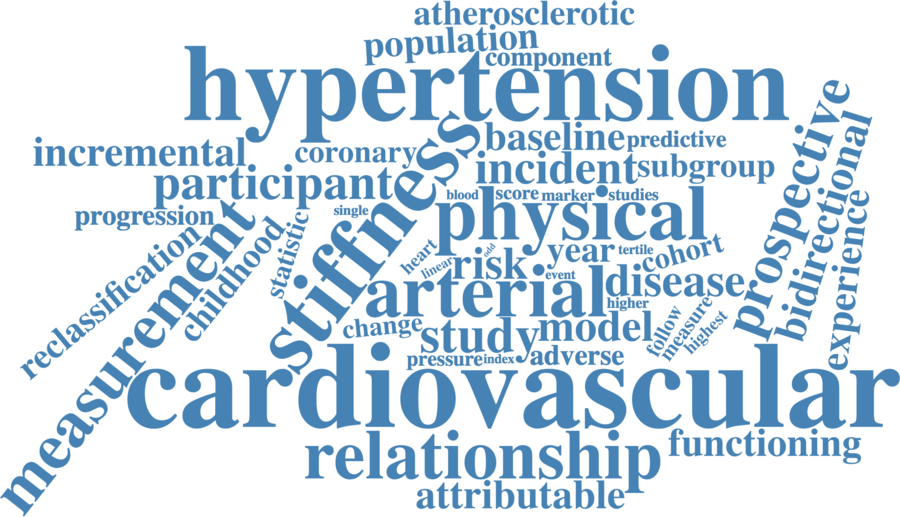 atherosclerotic
population
component
hypertension
incremental
coronary
baseline
predictive
participant
incident
subgroup
progression
single
blood
score
marker
studies
physical
stiffness
measurement
reclassification
childhood
statistic
heart
linear
risk
odd
year
tertile
cohort
event
arterial
disease
higher
prospective
bidirectional
experience
change
study
model
follow
measure
highest
pressure
index
adverse
cardiovascular
relationship
functioning
attributable